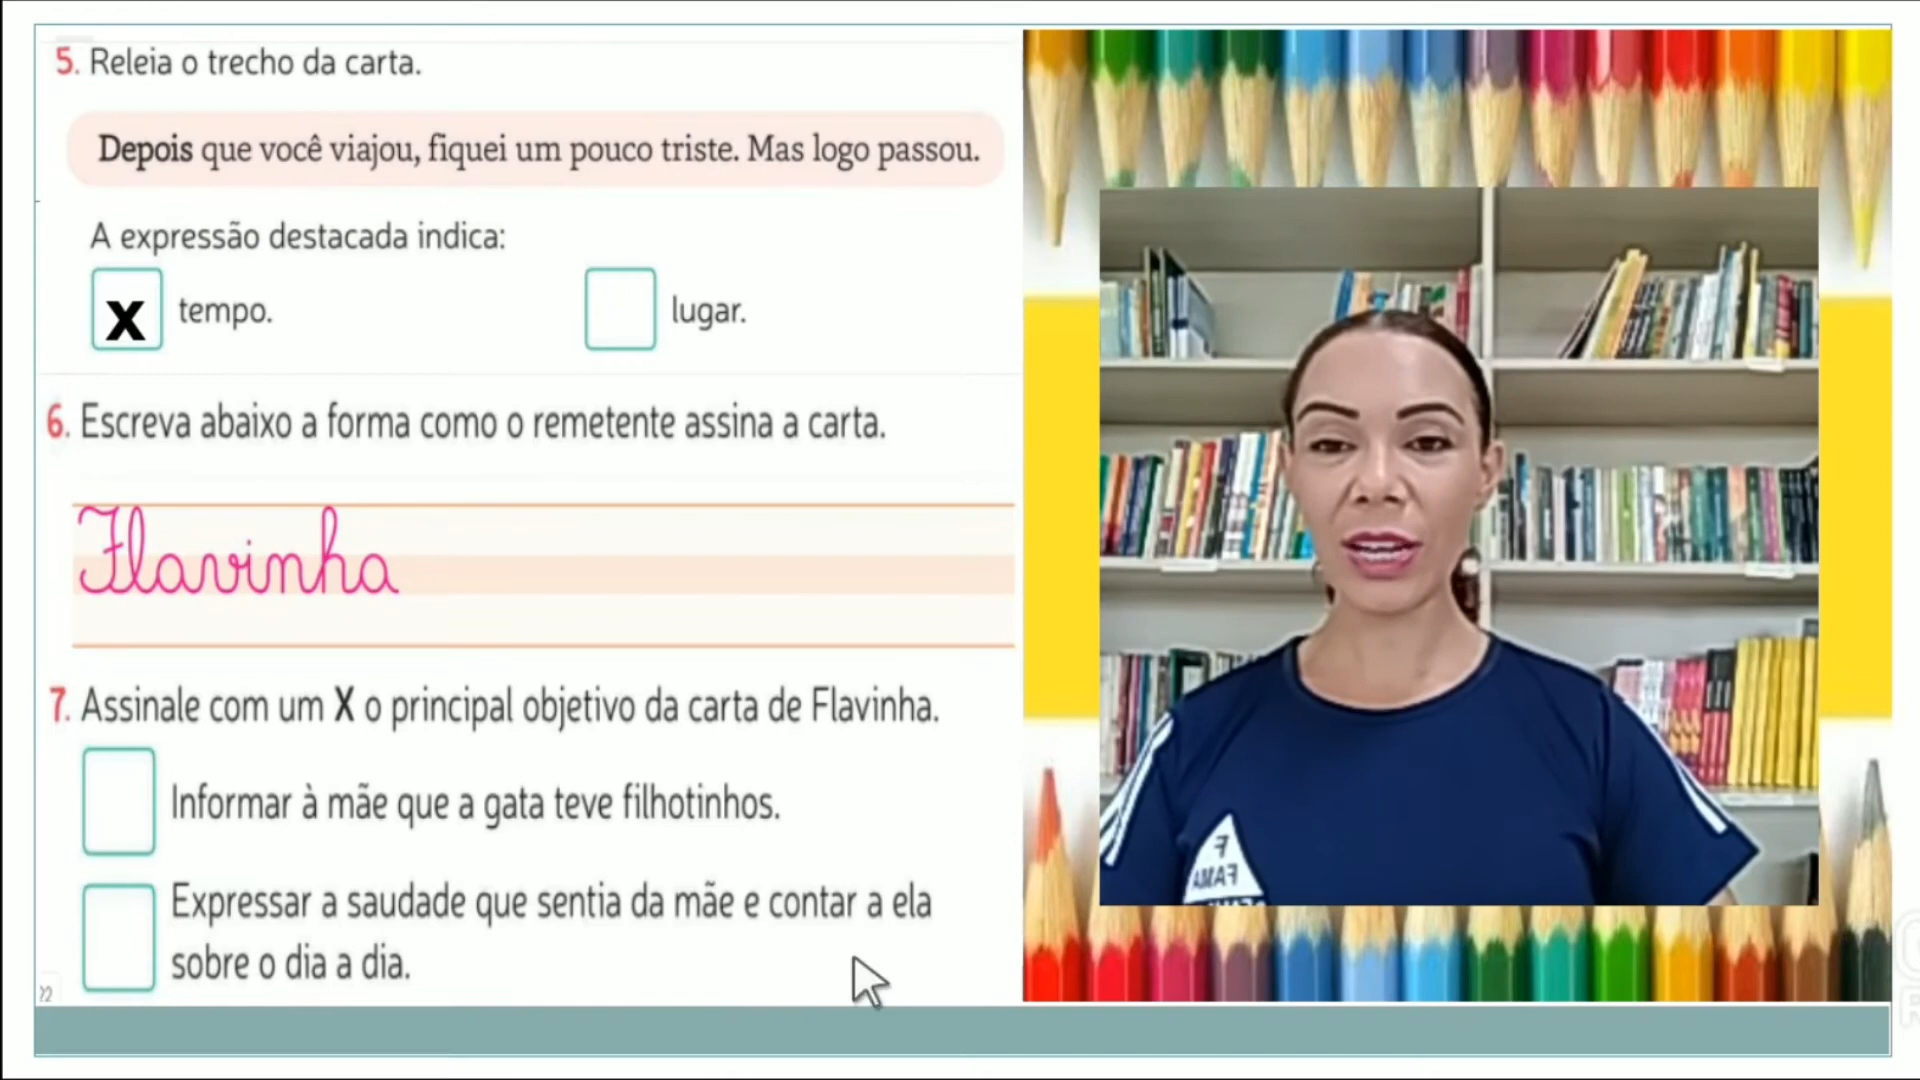 5. Releia o trecho da carta.
Depois que você viajou, fiquei um pouco triste. Mas logo passou.
A expressão destacada indica:
x tempo.
lugar.
6. Escreva abaixo a forma como o remetente assina a carta.
Flavinha
7. Assinale com um X o principal objetivo da carta de Flavinha.
Informar à mãe que a gata teve filhotinhos.
Expressar a saudade que sentia da mãe e contar a ela
sobre o dia a dia.
22
F
FAMA